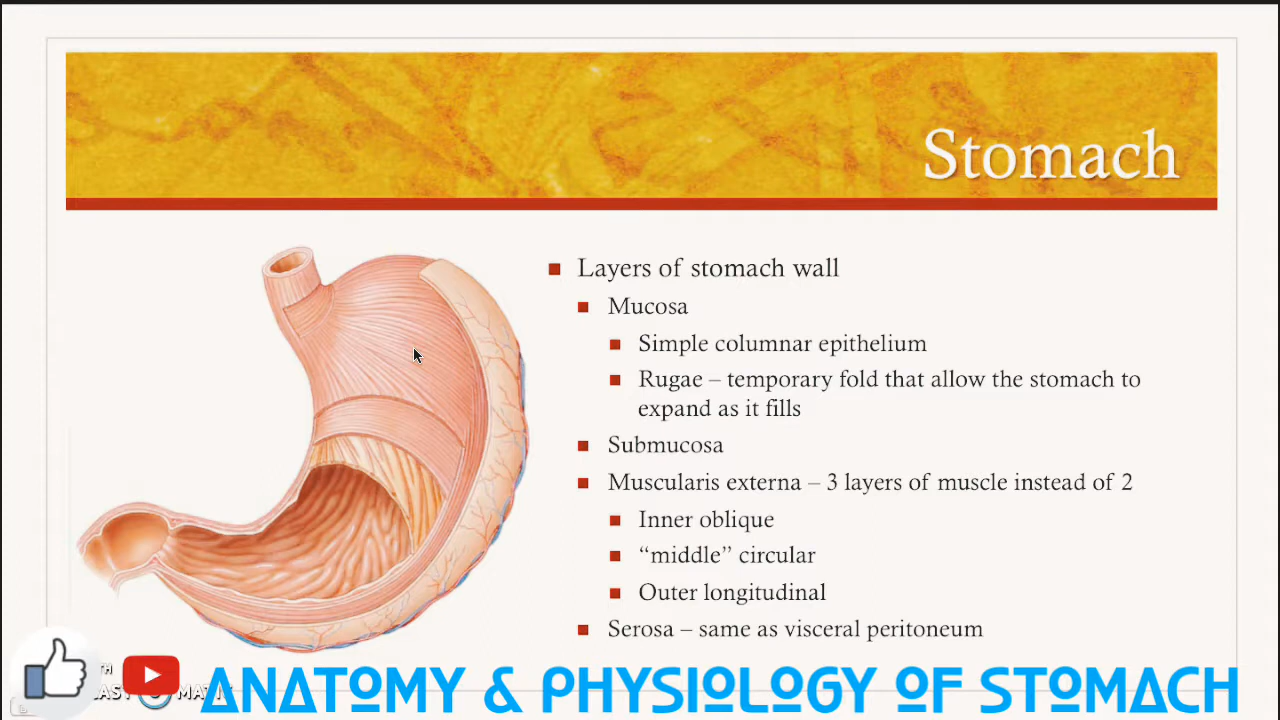 Stomach
Layers of stomach wall
Mucosa
Simple columnar epithelium
Rugae – temporary fold that allow the stomach to
expand as it fills
Submucosa
Muscularis externa – 3 layers of muscle instead of 2
Inner oblique
“middle” circular
Outer longitudinal
Serosa – same as visceral peritoneum
ANATOMY & PHYSIOLOGY OF STOMACH